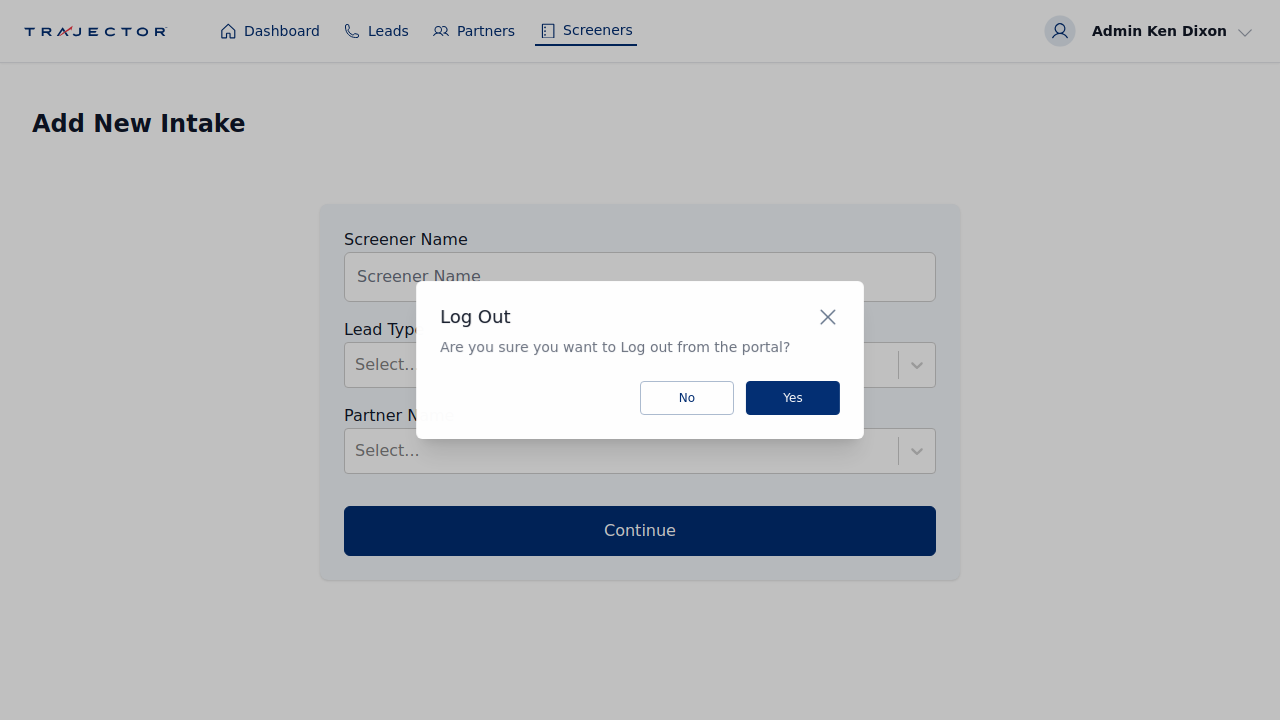 TRAJECTOR
Dashboard
Leads
Partners
Screeners
Admin Ken Dixon
Add New Intake
Screener Name
Screener Name
Lead Type
Select...
Log Out
Are you sure you want to Log out from the portal?
No
Yes
Partner Name
Select...
Continue